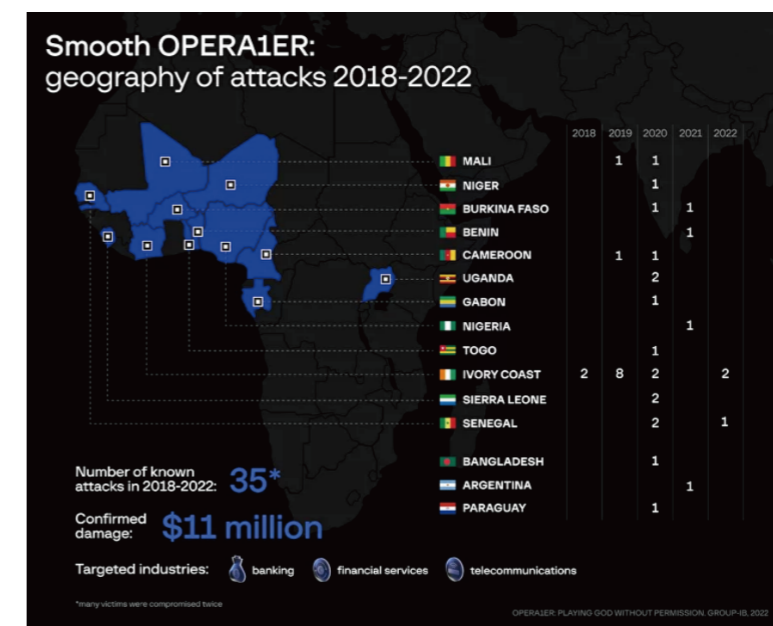 Smooth OPERA1ER:
geography of attacks 2018-2022
2018 2019 2020 2021 2022
MALI 1 1
NIGER 1
BURKINA FASO 1 1
BENIN 1
CAMEROON 1 1
UGANDA 2
GABON 1
NIGERIA 1
TOGO 1
IVORY COAST 2 8 2 2
SIERRA LEONE 2
SENEGAL 2 1
BANGLADESH 1
ARGENTINA 1
PARAGUAY 1
Number of known
attacks in 2018-2022: 35*
Confirmed
damage: $11 million
Targeted industries: banking financial services telecommunications
*many victims were compromised twice
OPERA1ER: PLAYING GOD WITHOUT PERMISSION. GROUP-IB, 2022